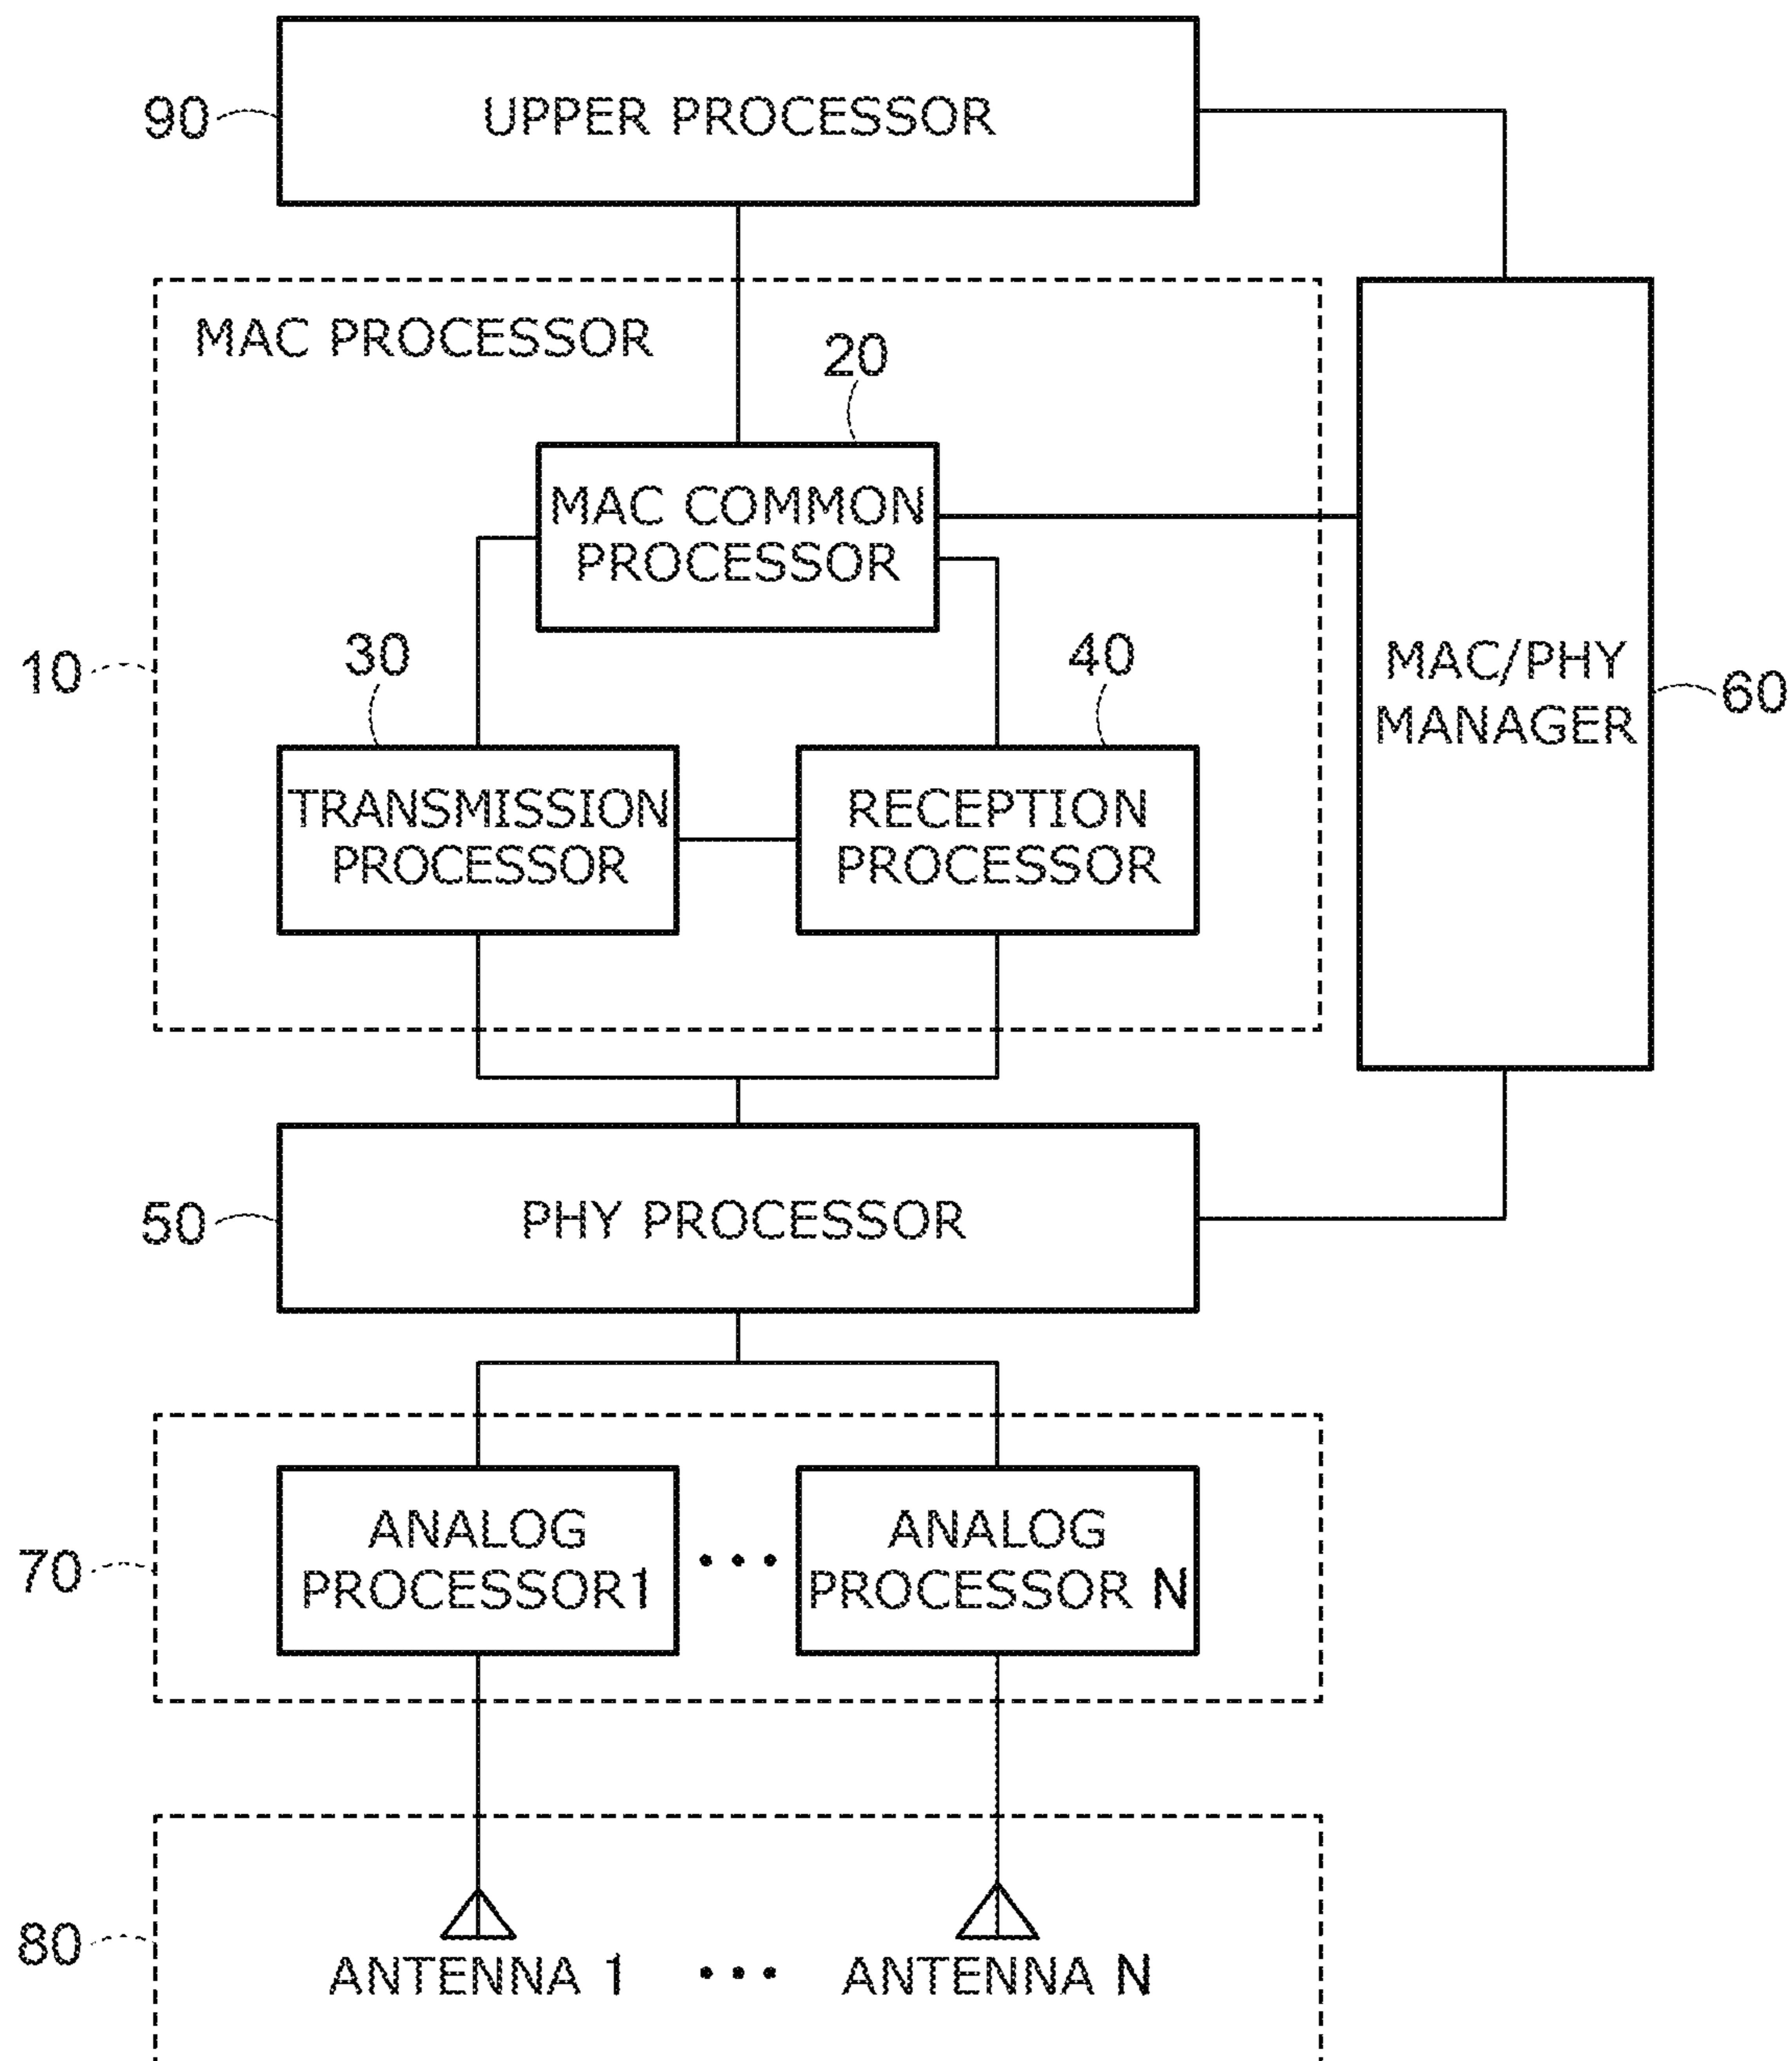 90
UPPER PROCESSOR
MAC PROCESSOR
20
MAC COMMON
PROCESSOR
10
30
40
MAC/PHY
MANAGER
60
TRANSMISSION
PROCESSOR
RECEPTION
PROCESSOR
50
PHY PROCESSOR
70
ANALOG
PROCESSOR1
• • •
ANALOG
PROCESSOR N
80
ANTENNA 1 • • • ANTENNA N